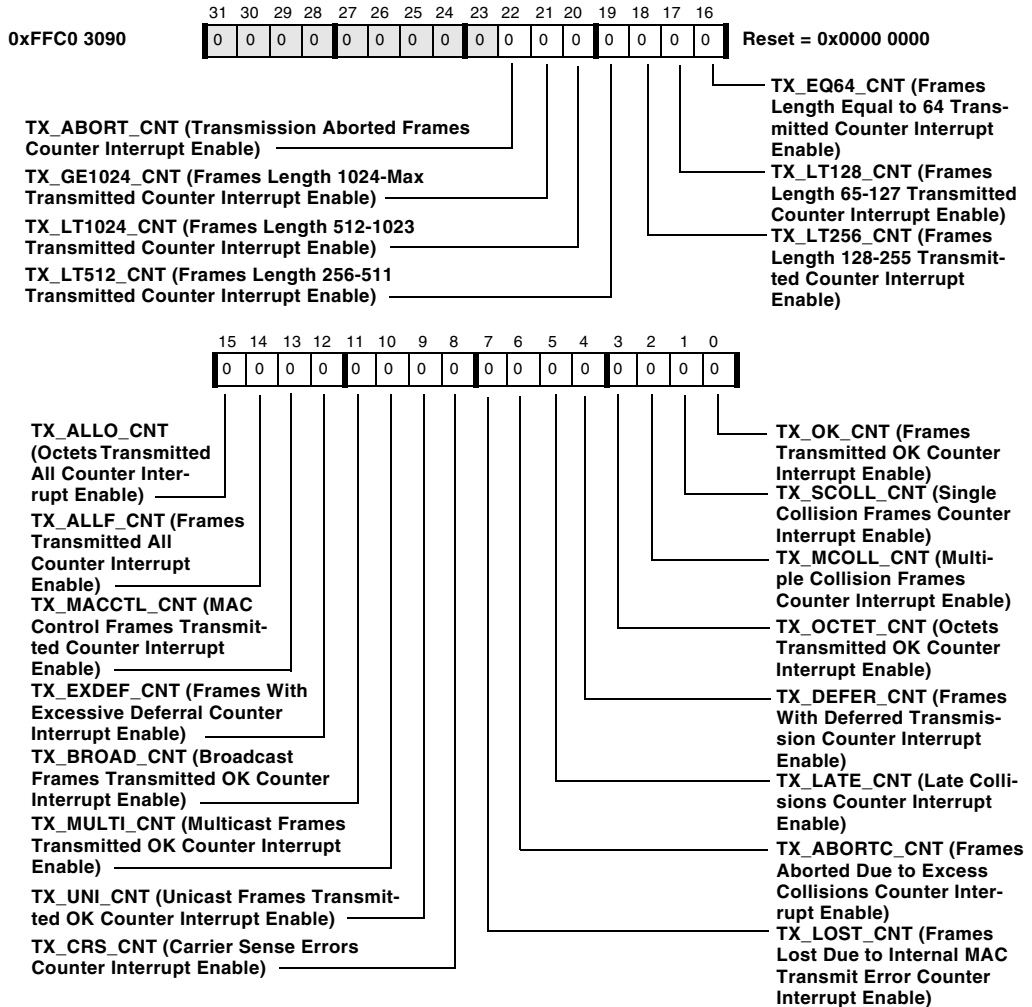 31 30 29 28 27 26 25 24 23 22 21 20 19 18 17 16
0xFFC0 3090
0 0 0 0 0 0 0 0 0 0 0 0 0 0 0 0
Reset = 0x0000 0000
TX_ABORT_CNT (Transmission Aborted Frames
Counter Interrupt Enable)
TX_GE1024_CNT (Frames Length 1024-Max
Transmitted Counter Interrupt Enable)
TX_LT1024_CNT (Frames Length 512-1023
Transmitted Counter Interrupt Enable)
TX_LT512_CNT (Frames Length 256-511
Transmitted Counter Interrupt Enable)
TX_EQ64_CNT (Frames
Length Equal to 64 Trans-
mitted Counter Interrupt
Enable)
TX_LT128_CNT (Frames
Length 65-127 Transmitted
Counter Interrupt Enable)
TX_LT256_CNT (Frames
Length 128-255 Transmit-
ted Counter Interrupt
Enable)
15 14 13 12 11 10 9 8 7 6 5 4 3 2 1 0
0 0 0 0 0 0 0 0 0 0 0 0 0 0 0 0
TX_ALLO_CNT
(Octets Transmitted
All Counter Inter-
rupt Enable)
TX_ALLF_CNT (Frames
Transmitted All
Counter Interrupt
Enable)
TX_MACCTL_CNT (MAC
Control Frames Transmit-
ted Counter Interrupt
Enable)
TX_EXDEF_CNT (Frames With
Excessive Deferral Counter
Interrupt Enable)
TX_BROAD_CNT (Broadcast
Frames Transmitted OK Counter
Interrupt Enable)
TX_MULTI_CNT (Multicast Frames
Transmitted OK Counter Interrupt
Enable)
TX_UNI_CNT (Unicast Frames Transmit-
ted OK Counter Interrupt Enable)
TX_CRS_CNT (Carrier Sense Errors
Counter Interrupt Enable)
TX_OK_CNT (Frames
Transmitted OK Counter
Interrupt Enable)
TX_SCOLL_CNT (Single
Collision Frames Counter
Interrupt Enable)
TX_MCOLL_CNT (Multi-
ple Collision Frames
Counter Interrupt Enable)
TX_OCTET_CNT (Octets
Transmitted OK Counter
Interrupt Enable)
TX_DEFER_CNT (Frames
With Deferred Transmis-
sion Counter Interrupt
Enable)
TX_LATE_CNT (Late Colli-
sions Counter Interrupt
Enable)
TX_ABORTC_CNT (Frames
Aborted Due to Excess
Collisions Counter Inter-
rupt Enable)
TX_LOST_CNT (Frames
Lost Due to Internal MAC
Transmit Error Counter
Interrupt Enable)